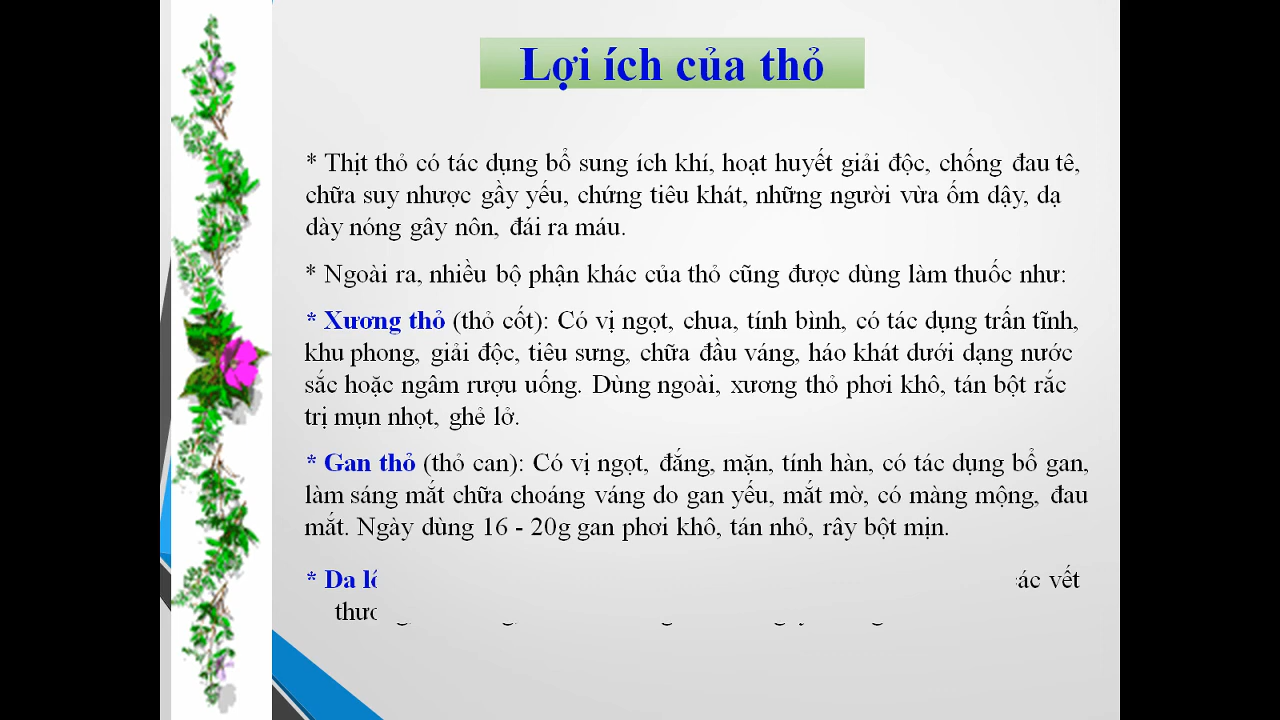 Lợi ích của thỏ
* Thịt thỏ có tác dụng bổ sung ích khí, hoạt huyết giải độc, chống đau tê,
chữa suy nhược gầy yếu, chứng tiêu khát, những người vừa ốm dậy, dạ
dày nóng gây nôn, đái ra máu.
* Ngoài ra, nhiều bộ phận khác của thỏ cũng được dùng làm thuốc như:
* Xương thỏ (thỏ cốt): Có vị ngọt, chua, tính bình, có tác dụng trấn tĩnh,
khu phong, giải độc, tiêu sưng, chữa đầu váng, háo khát dưới dạng nước
sắc hoặc ngâm rượu uống. Dùng ngoài, xương thỏ phơi khô, tán bột rắc
trị mụn nhọt, ghẻ lở.
* Gan thỏ (thỏ can): Có vị ngọt, đắng, mặn, tính hàn, có tác dụng bổ gan,
làm sáng mắt chữa choáng váng do gan yếu, mắt mờ, có màng mộng, đau
mắt. Ngày dùng 16 - 20g gan phơi khô, tán nhỏ, rây bột mịn.
* Da vết